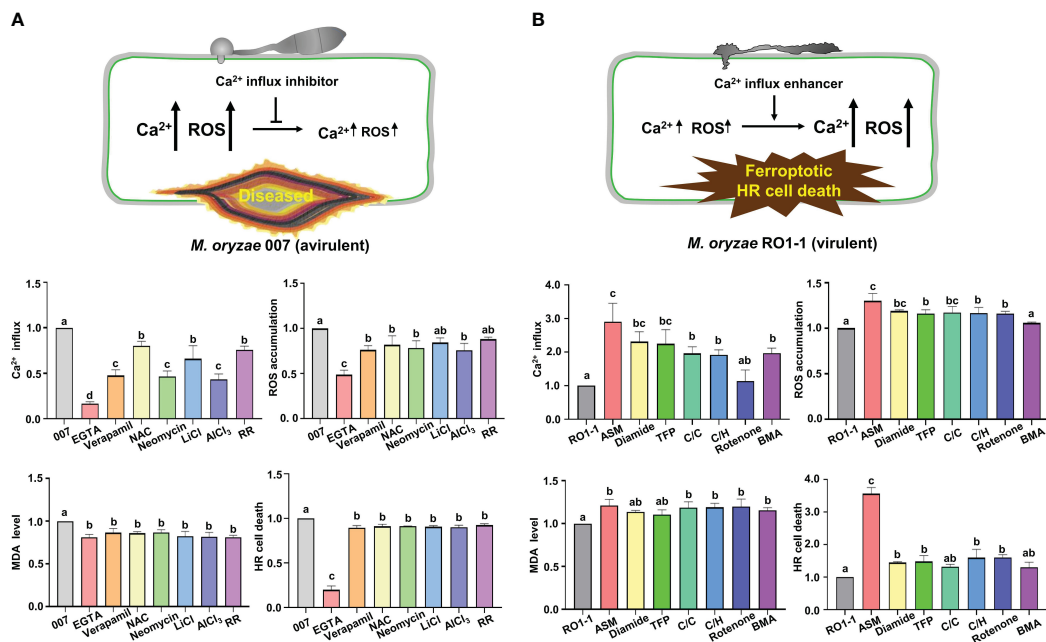 A
Ca²⁺ influx inhibitor
Ca²⁺ ROS Ca²⁺ ROS
Diseased
M. oryzae 007 (avirulent)
B
Ca²⁺ influx enhancer
Ca²⁺ ROS Ca²⁺ ROS
Ferroptotic
HR cell death
M. oryzae RO1-1 (virulent)
Ca²⁺ influx
1.5
1.0
0.5
0.0
a d c b c b c b
007 EGTA Verapamil NAC Neomycin LiCl AlCl₃ RR
ROS accumulation
1.5
1.0
0.5
0.0
a c b b b ab b ab
007 EGTA Verapamil NAC Neomycin LiCl AlCl₃ RR
Ca²⁺ influx
4.0
3.0
2.0
1.0
0.0
a c bc bc b b ab b
RO1-1 ASM Diamide TFP C/C C/H Rotenone BMA
ROS accumulation
1.5
1.0
0.5
0.0
a c bc b bc b b a
RO1-1 ASM Diamide TFP C/C C/H Rotenone BMA
MDA level
1.5
1.0
0.5
0.0
a b b b b b b b
007 EGTA Verapamil NAC Neomycin LiCl AlCl₃ RR
HR cell death
1.5
1.0
0.5
0.0
a c b b b b b b
007 EGTA Verapamil NAC Neomycin LiCl AlCl₃ RR
MDA level
1.5
1.0
0.5
0.0
a b ab ab b b b b
RO1-1 ASM Diamide TFP C/C C/H Rotenone BMA
HR cell death
4.0
3.0
2.0
1.0
0.0
a c b b ab b b ab
RO1-1 ASM Diamide TFP C/C C/H Rotenone BMA